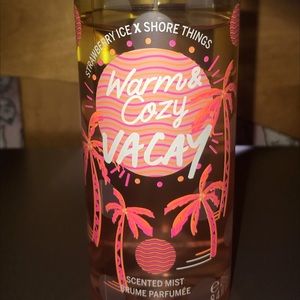 STRAWBERRY ICE X SHORE THINGS
Warm &
Cozy
VACAY
SCENTED MIST
BRUME PARFUMÉE
e